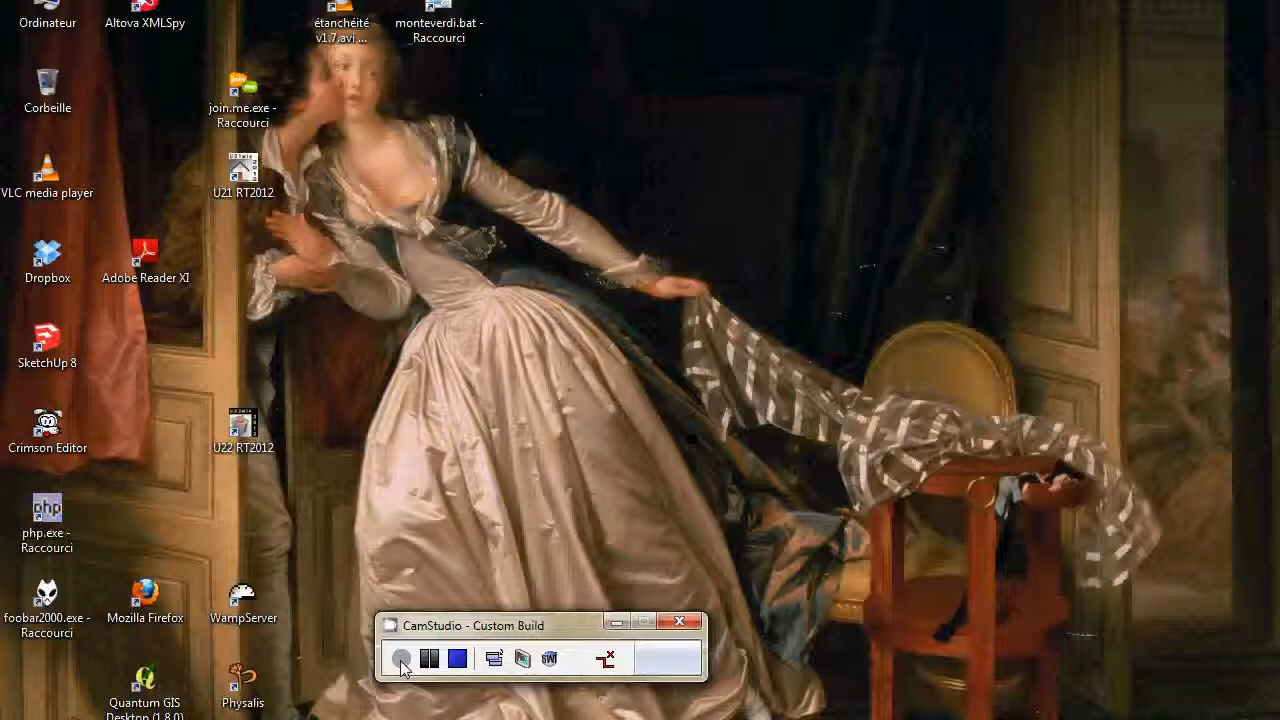 Ordinateur
Altova XMLSpy
étanchéité
v1.7.avi ...
monteverdi.bat -
Raccourci
Corbeille
join.me.exe -
Raccourci
VLC media player
U21 RT2012
Dropbox
Adobe Reader XI
SketchUp 8
Crimson Editor
U22 RT2012
php
php.exe -
Raccourci
foobar2000.exe -
Raccourci
Mozilla Firefox
WampServer
CamStudio - Custom Build
Quantum GIS
Desktop (1.8.0)
Physalis